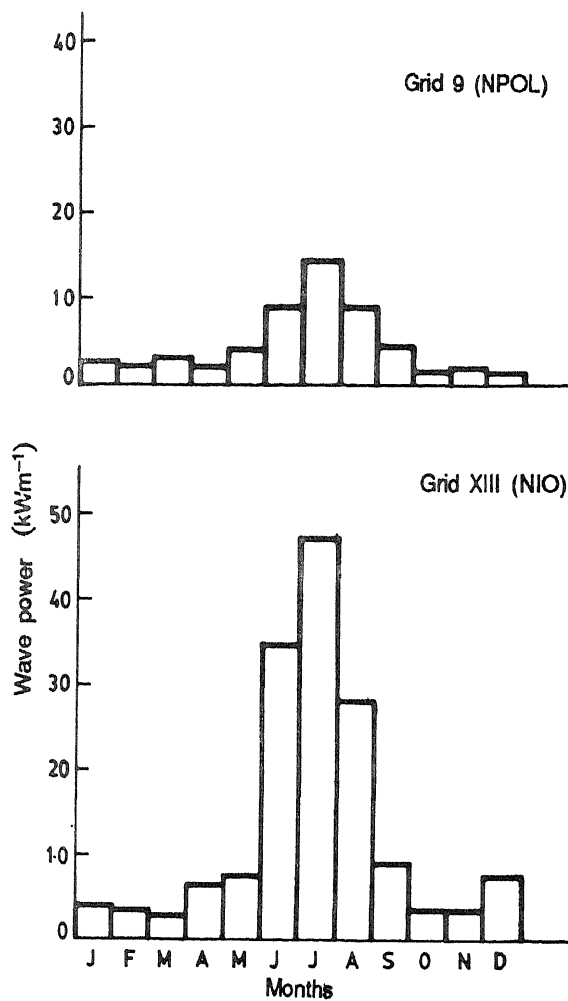 40
Grid 9 (NPOL)
30
20
10
0
Grid XIII (NIO)
50
40
30
20
1·0
0
Wave power (kWm⁻¹)
J F M A M J J A S O N D
Months